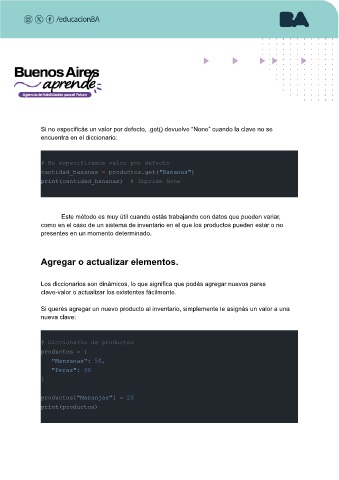 /educacionBA
BA
Buenos Aires
aprende
Agencia de Habilidades para el Futuro
Si no especificás un valor por defecto, .get() devuelve "None" cuando la clave no se
encuentra en el diccionario:
# No especificamos valor por defecto
cantidad_bananas = productos.get("Bananas")
print(cantidad_bananas)  # Imprime None
Este método es muy útil cuando estás trabajando con datos que pueden variar,
como en el caso de un sistema de inventario en el que los productos pueden estar o no
presentes en un momento determinado.
Agregar o actualizar elementos.
Los diccionarios son dinámicos, lo que significa que podés agregar nuevos pares
clave-valor o actualizar los existentes fácilmente.
Si querés agregar un nuevo producto al inventario, simplemente le asignás un valor a una
nueva clave:
# Diccionario de productos
productos = {
"Manzanas": 50,
"Peras": 30
}
productos["Naranjas"] = 25
print(productos)